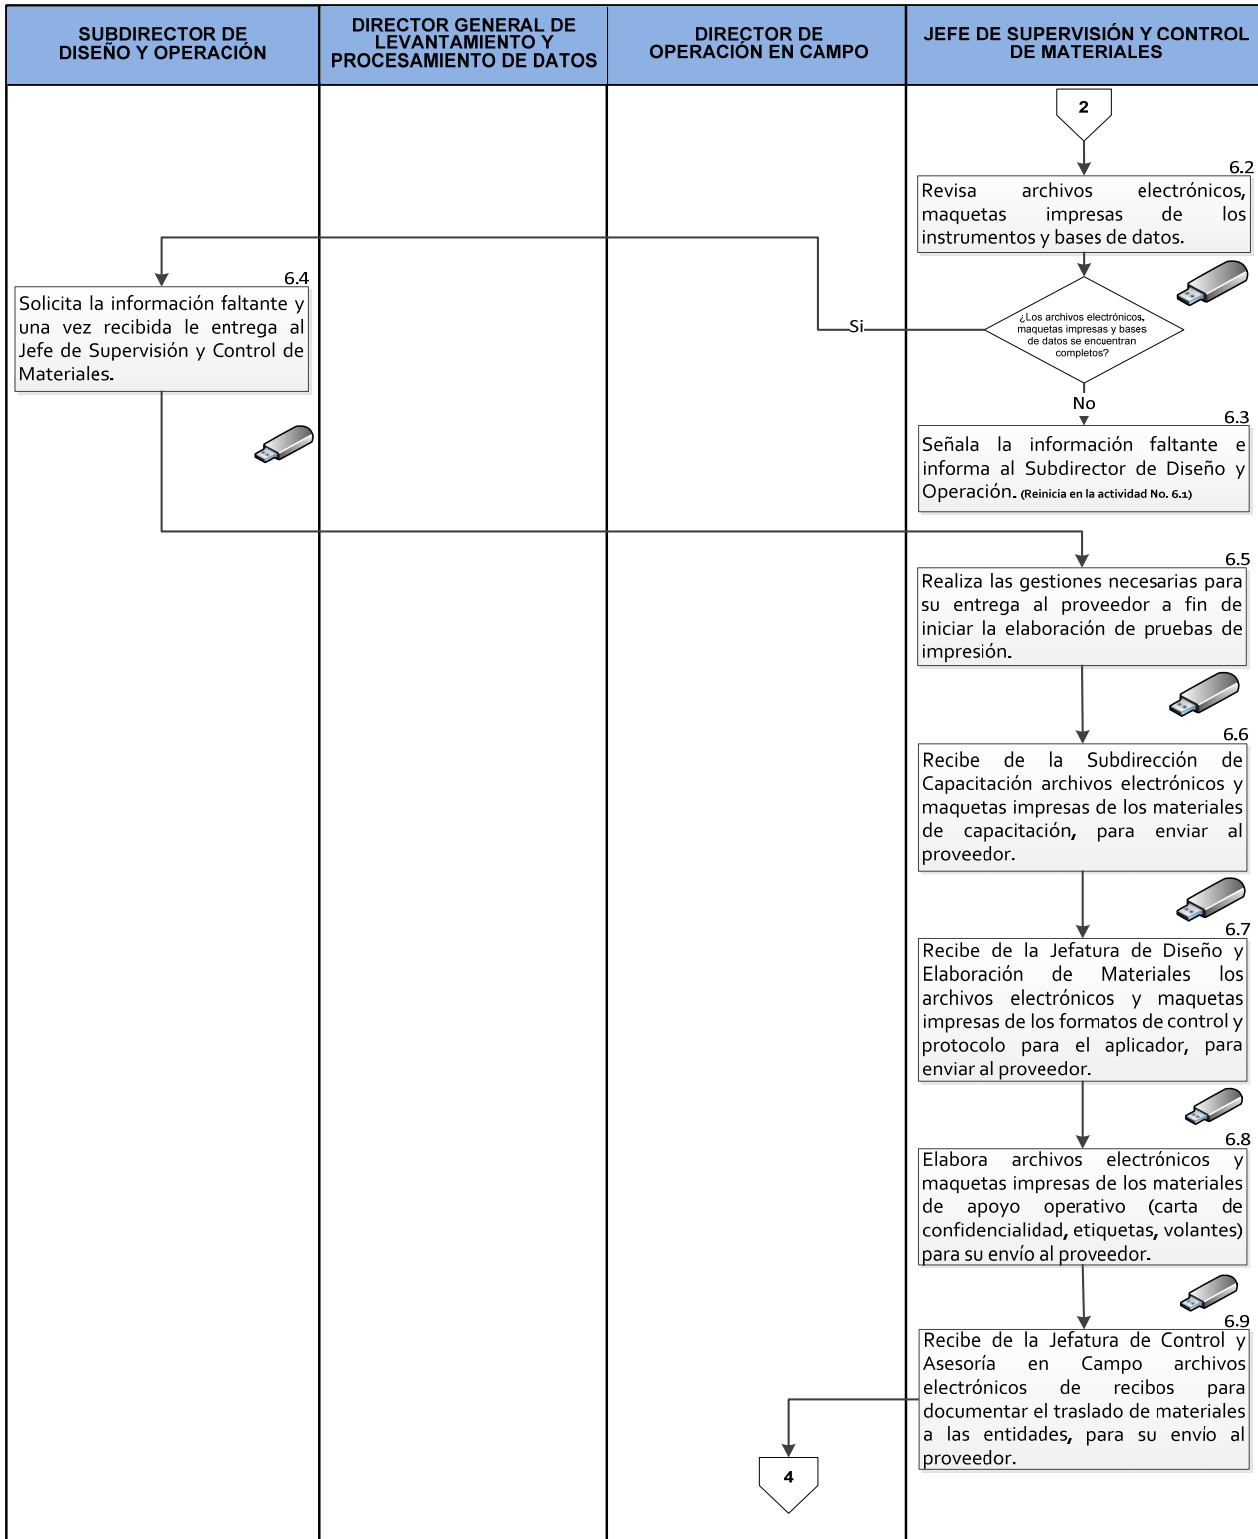 SUBDIRECTOR DE
DISEÑO Y OPERACIÓN
DIRECTOR GENERAL DE
LEVANTAMIENTO Y
PROCESAMIENTO DE DATOS
DIRECTOR DE
OPERACIÓN EN CAMPO
JEFE DE SUPERVISIÓN Y CONTROL
DE MATERIALES
2
6.2
Revisa archivos electrónicos,
maquetas impresas de los
instrumentos y bases de datos.
6.4
Solicita la información faltante y
una vez recibida le entrega al
Jefe de Supervisión y Control de
Materiales.
Si
¿Los archivos electrónicos,
maquetas impresas y bases
de datos se encuentran
completos?
No
6.3
Señala la información faltante e
informa al Subdirector de Diseño y
Operación. (Reinicia en la actividad No. 6.1)
6.5
Realiza las gestiones necesarias para
su entrega al proveedor a fin de
iniciar la elaboración de pruebas de
impresión.
6.6
Recibe de la Subdirección de
Capacitación archivos electrónicos y
maquetas impresas de los materiales
de capacitación, para enviar al
proveedor.
6.7
Recibe de la Jefatura de Diseño y
Elaboración de Materiales los
archivos electrónicos y maquetas
impresas de los formatos de control y
protocolo para el aplicador, para
enviar al proveedor.
6.8
Elabora archivos electrónicos y
maquetas impresas de los materiales
de apoyo operativo (carta de
confidencialidad, etiquetas, volantes)
para su envío al proveedor.
6.9
Recibe de la Jefatura de Control y
Asesoría en Campo archivos
electrónicos de recibos para
documentar el traslado de materiales
a las entidades, para su envío al
proveedor.
4